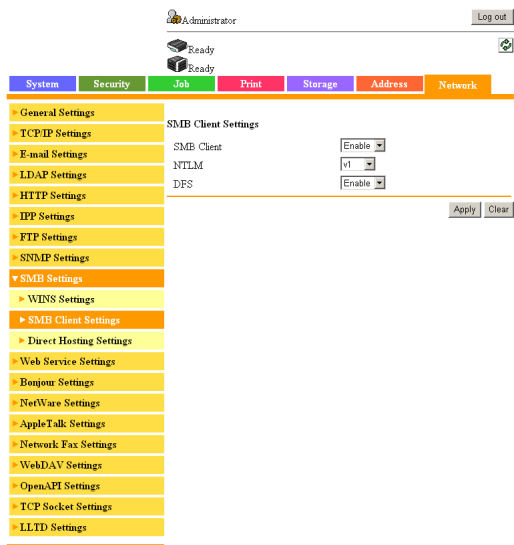 Administrator
Log out
Ready
Ready
System Security Job Print Storage Address Network
General Settings
TCP/IP Settings
E-mail Settings
LDAP Settings
HTTP Settings
IPP Settings
FTP Settings
SNMP Settings
SMB Settings
WINS Settings
SMB Client Settings
Direct Hosting Settings
Web Service Settings
Bonjour Settings
NetWare Settings
AppleTalk Settings
Network Fax Settings
WebDAV Settings
OpenAPI Settings
TCP Socket Settings
LLTD Settings
SMB Client Settings
SMB Client Enable
NTLM v1
DFS Enable
Apply Clear